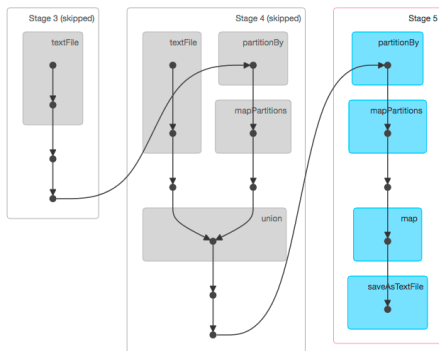 Stage 3 (skipped)
textFile
Stage 4 (skipped)
textFile
partitionBy
mapPartitions
union
Stage 5
partitionBy
mapPartitions
map
saveAsTextFile